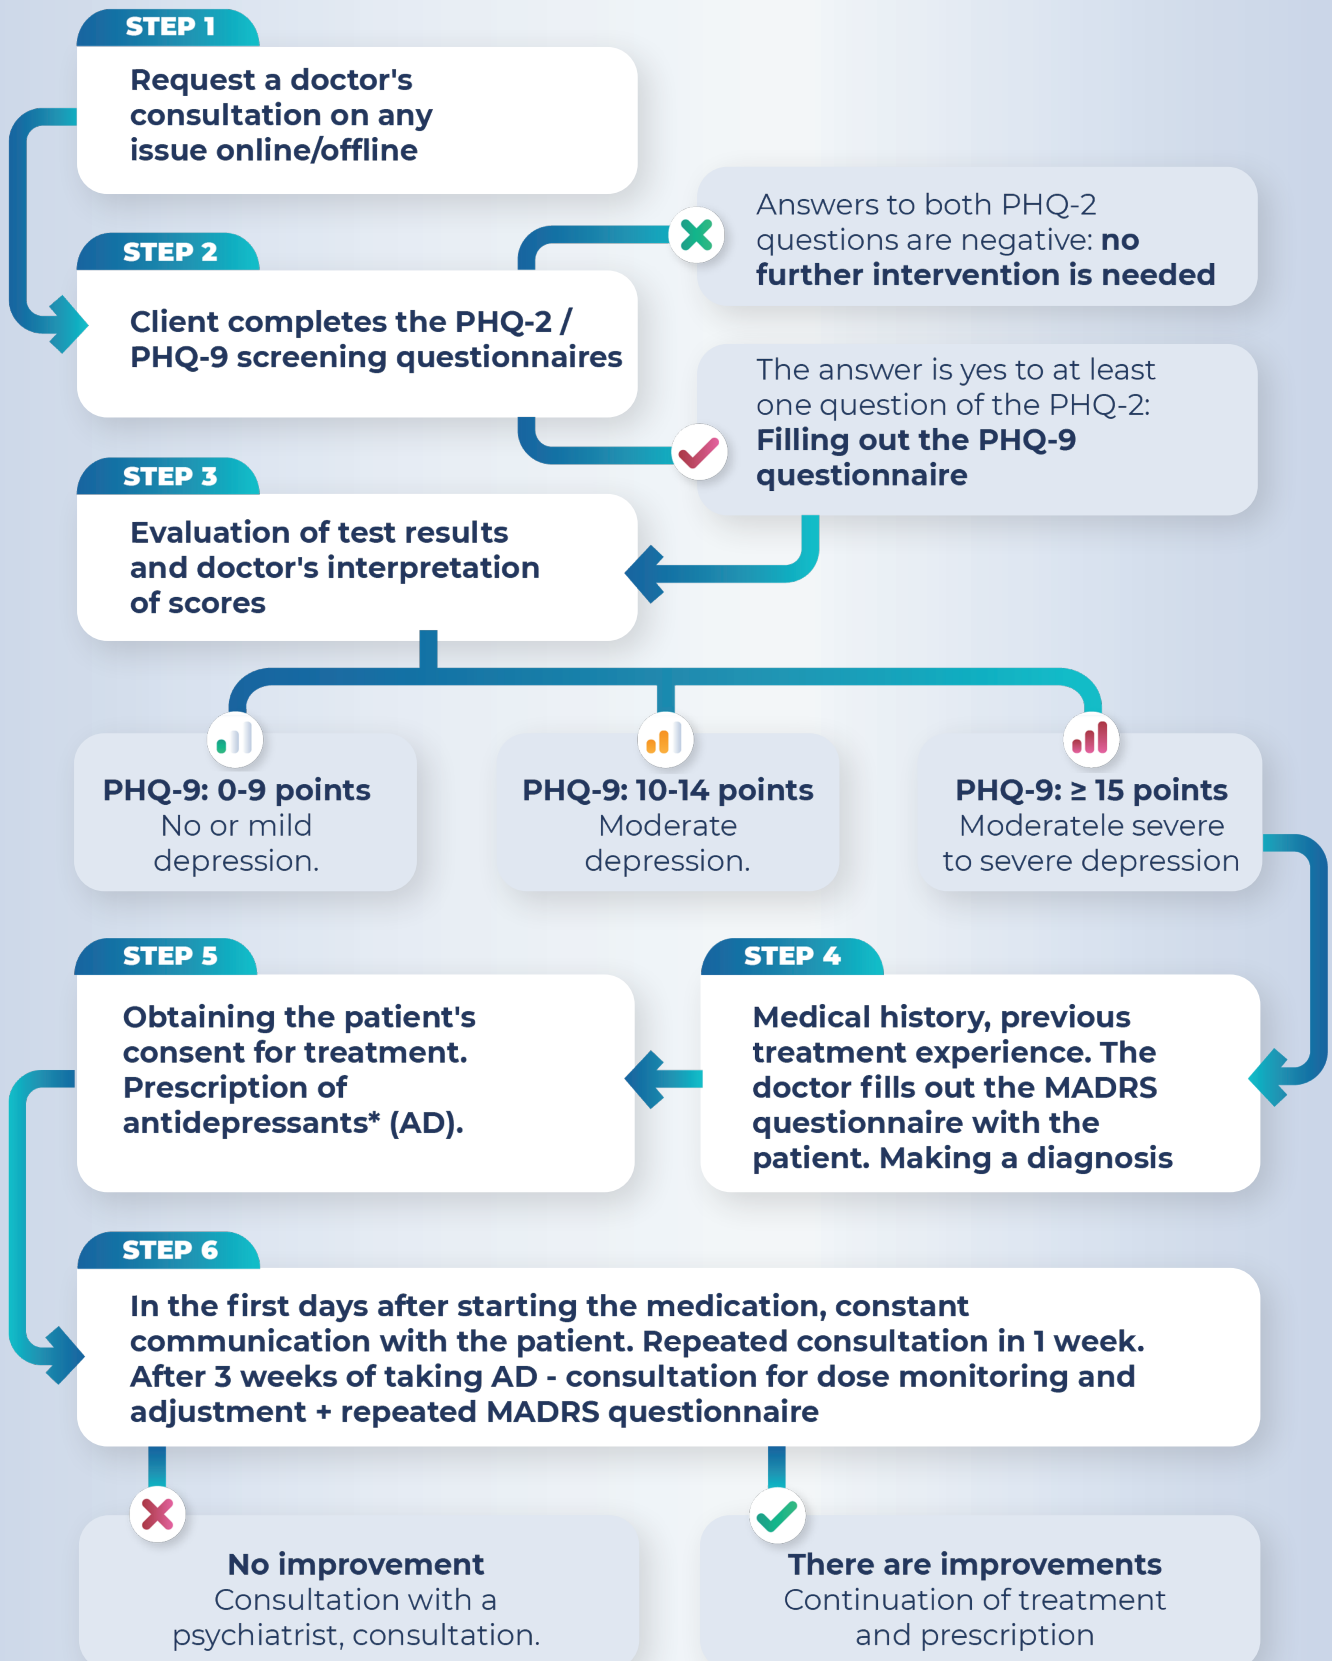 STEP 1
Request a doctor's
consultation on any
issue online/offline
STEP 2
Client completes the PHQ-2 /
PHQ-9 screening questionnaires
Answers to both PHQ-2
questions are negative: no
further intervention is needed
The answer is yes to at least
one question of the PHQ-2:
Filling out the PHQ-9
questionnaire
STEP 3
Evaluation of test results
and doctor's interpretation
of scores
PHQ-9: 0-9 points
No or mild
depression.
PHQ-9: 10-14 points
Moderate
depression.
PHQ-9: ≥ 15 points
Moderatele severe
to severe depression
STEP 4
Medical history, previous
treatment experience. The
doctor fills out the MADRS
questionnaire with the
patient. Making a diagnosis
STEP 5
Obtaining the patient's
consent for treatment.
Prescription of
antidepressants* (AD).
STEP 6
In the first days after starting the medication, constant
communication with the patient. Repeated consultation in 1 week.
After 3 weeks of taking AD - consultation for dose monitoring and
adjustment + repeated MADRS questionnaire
No improvement
Consultation with a
psychiatrist, consultation.
There are improvements
Continuation of treatment
and prescription